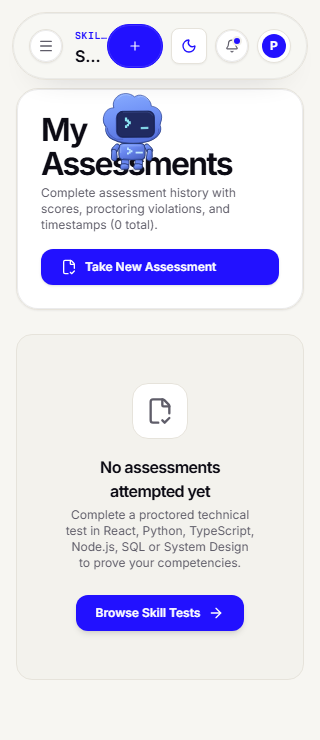 SKIL…
S…
P
My
Assessments
Complete assessment history with
scores, proctoring violations, and
timestamps (0 total).
Take New Assessment
No assessments
attempted yet
Complete a proctored technical
test in React, Python, TypeScript,
Node.js, SQL or System Design
to prove your competencies.
Browse Skill Tests